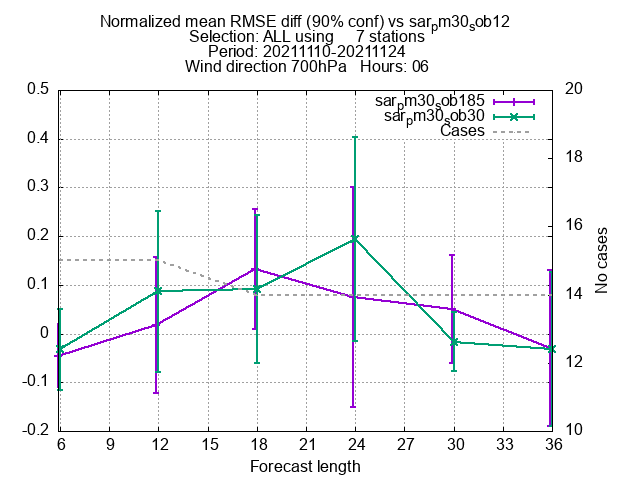 Normalized mean RMSE diff (90% conf) vs sarpm30sob12
Selection: ALL using 7 stations
Period: 20211110-20211124
Wind direction 700hPa Hours: 06
sarpm30sob185
sarpm30sob30
Cases
0.5
0.4
0.3
0.2
0.1
0
-0.1
-0.2
20
18
16
14
12
10
No cases
6 9 12 15 18 21 24 27 30 33 36
Forecast length